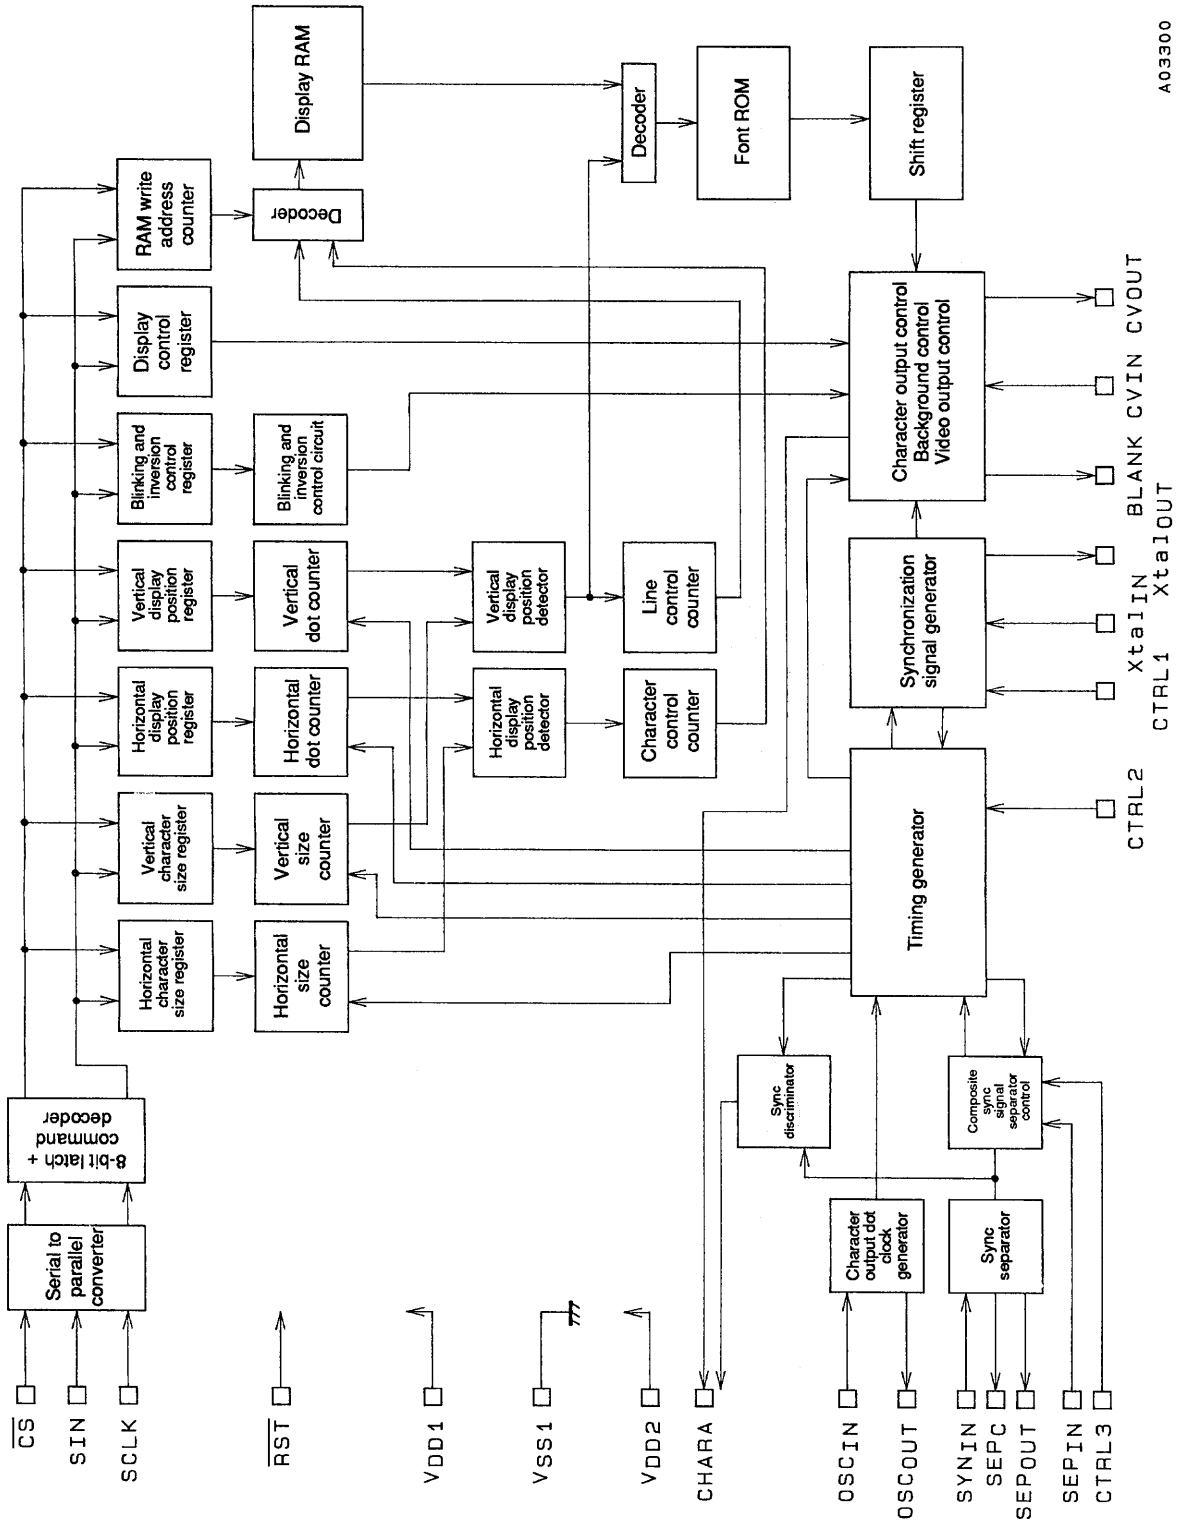 A03300
CS
SIN
SCLK
RST
VDD1
VSS1
VDD2
CHARA
OSCIN
OSCOUT
SYNIN
SEPC
SEPOUT
SEPIN
CTRL3
Serial to
parallel
converter
8-bit latch +
command
decoder
Horizontal
character
size register
Vertical
character
size register
Horizontal
display
position
register
Vertical
display
position
register
Blinking and
inversion
control
register
Display
control
register
RAM write
address
counter
Horizontal
size
counter
Vertical
size
counter
Horizontal
dot counter
Vertical
dot counter
Blinking and
inversion
control circuit
Decoder
Display RAM
Horizontal
display
position
detector
Vertical
display
position
detector
Character
control
counter
Line
control
counter
Decoder
Font ROM
Shift register
Sync
discriminator
Character
output dot
clock
generator
Sync
separator
Composite
sync
signal
separator
control
Timing generator
Synchronization
signal generator
Character output control
Background control
Video output control
CTRL2
CTRL1
XtalIN
XtalOUT
BLANK
CVIN
CVOUT